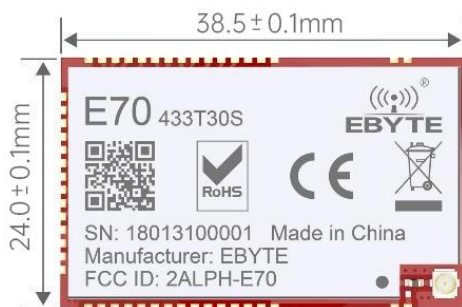 38.5±0.1mm
24.0±0.1mm
E70 433T30S
®
EBYTE
RoHS
CE
SN: 18013100001 Made in China
Manufacturer: EBYTE
FCC ID: 2ALPH-E70